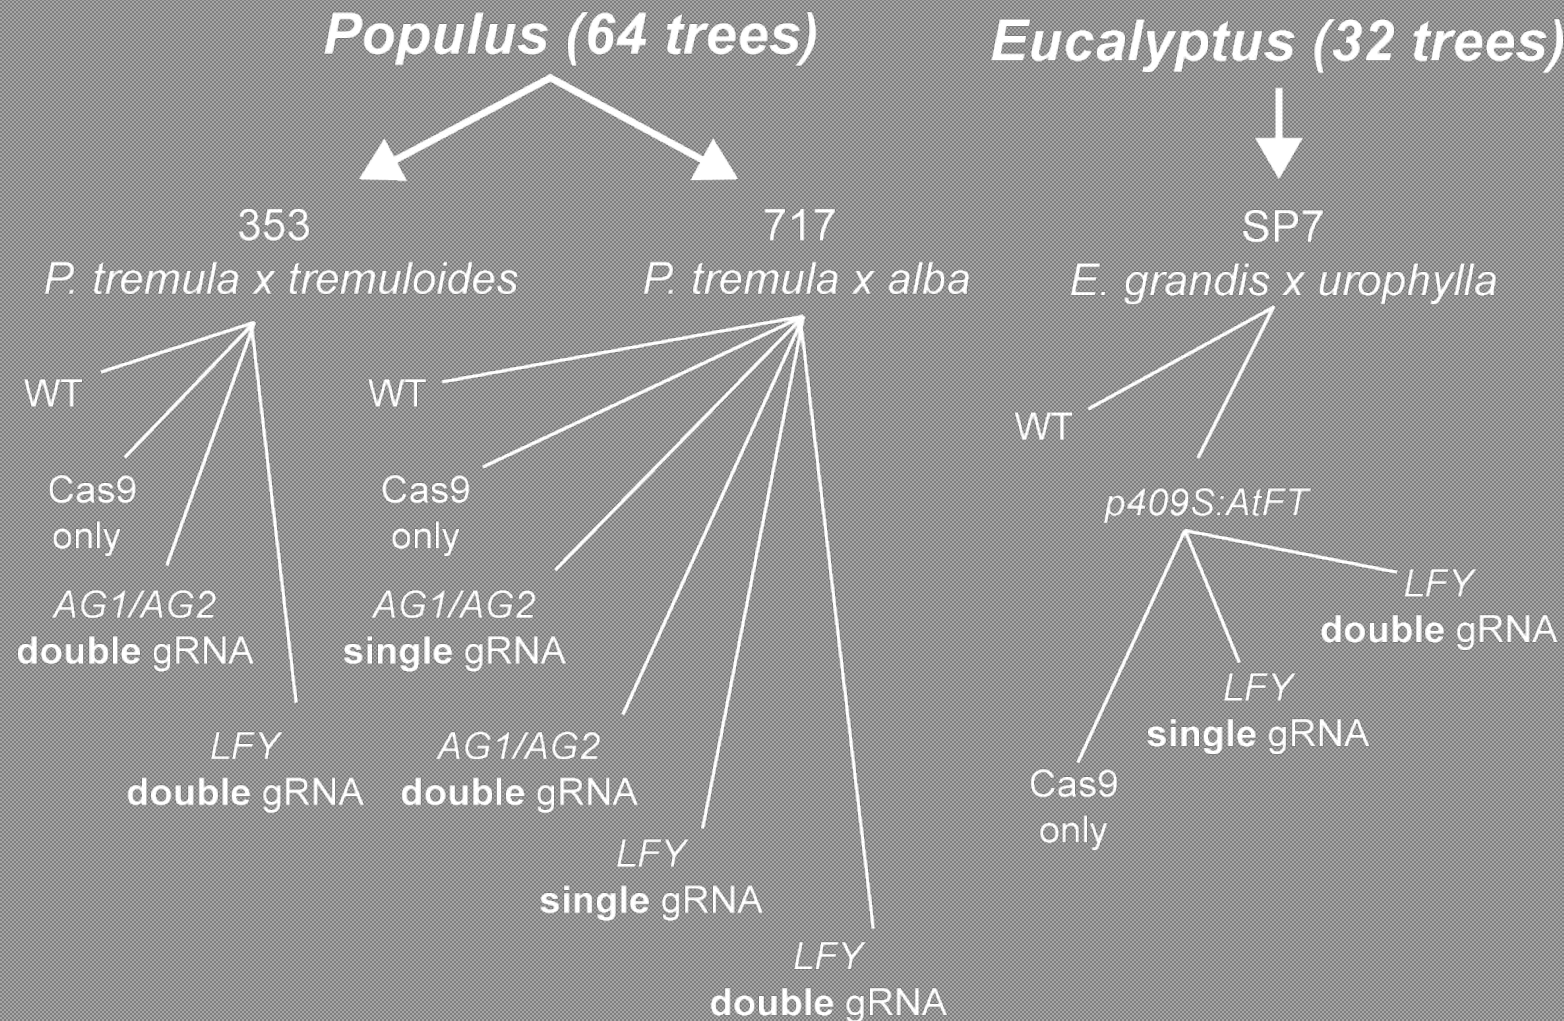 Populus (64 trees)
353
P. tremula x tremuloides
WT
Cas9
only
AG1/AG2
double gRNA
LFY
double gRNA
717
P. tremula x alba
WT
Cas9
only
AG1/AG2
single gRNA
AG1/AG2
double gRNA
LFY
single gRNA
LFY
double gRNA
Eucalyptus (32 trees)
SP7
E. grandis x urophylla
WT
p409S:AtFT
Cas9
only
LFY
single gRNA
LFY
double gRNA